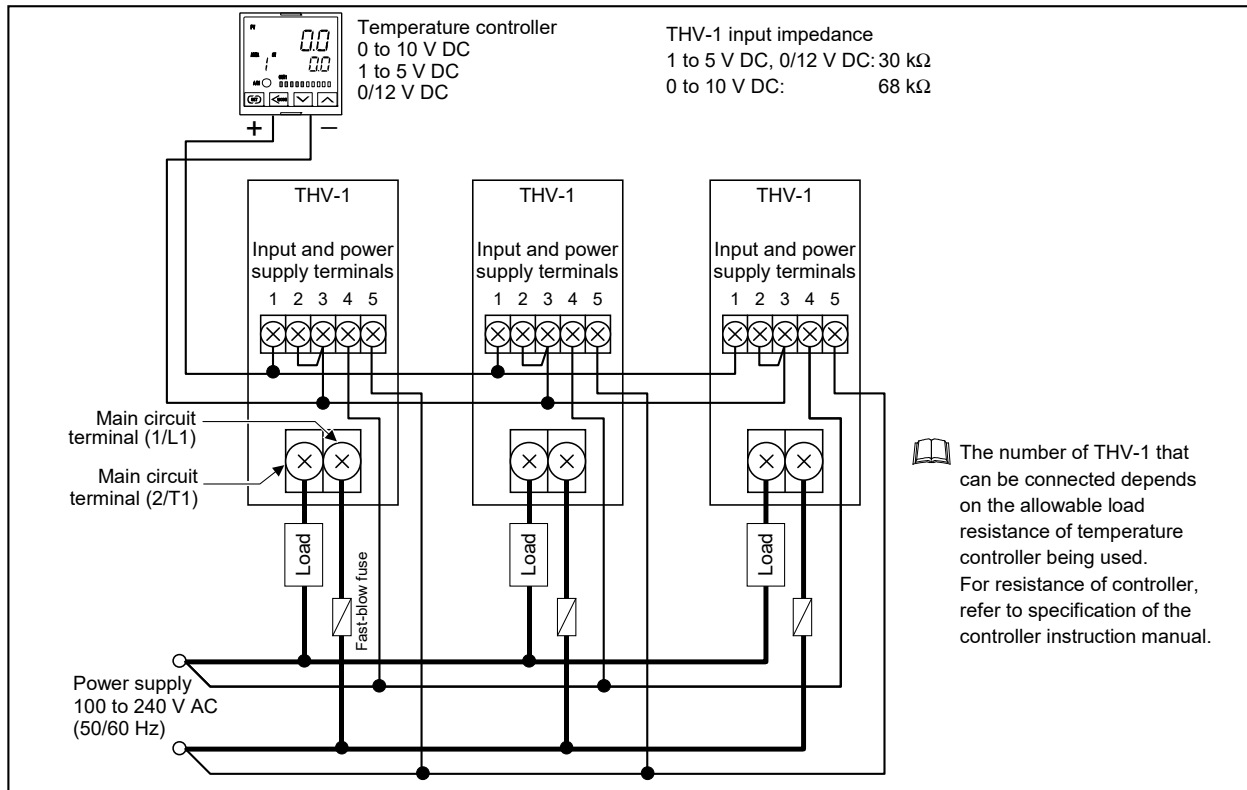 Temperature controller
0 to 10 V DC
1 to 5 V DC
0/12 V DC
THV-1 input impedance
1 to 5 V DC, 0/12 V DC: 30 kΩ
0 to 10 V DC: 68 kΩ
0.0
1 0.0
+ −
THV-1
Input and power
supply terminals
1 2 3 4 5
THV-1
Input and power
supply terminals
1 2 3 4 5
THV-1
Input and power
supply terminals
1 2 3 4 5
Main circuit
terminal (1/L1)
Main circuit
terminal (2/T1)
Load
Fast-blow fuse
Load
Load
Power supply
100 to 240 V AC
(50/60 Hz)
The number of THV-1 that
can be connected depends
on the allowable load
resistance of temperature
controller being used.
For resistance of controller,
refer to specification of the
controller instruction manual.